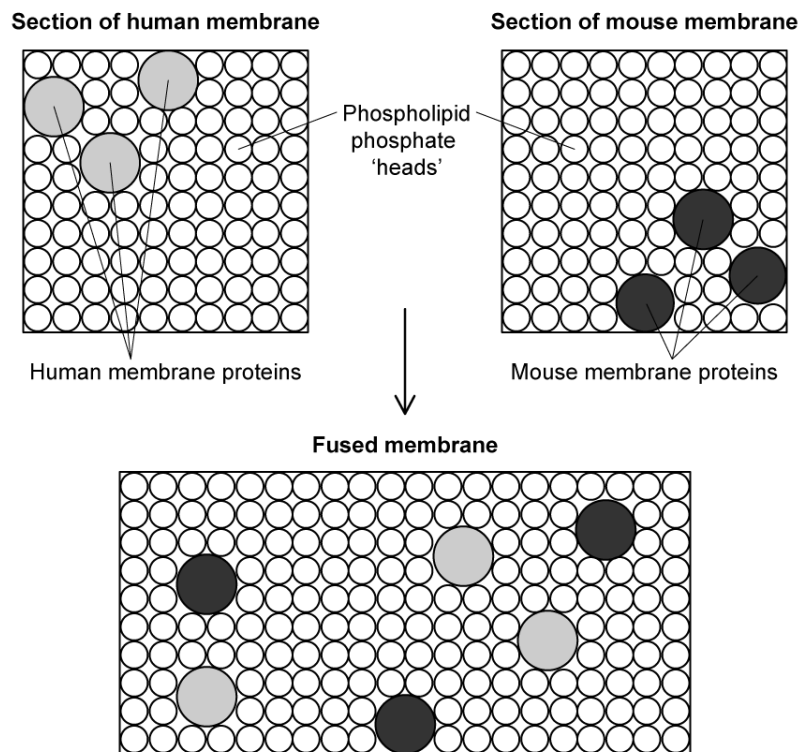 Section of human membrane
Section of mouse membrane
Phospholipid
phosphate
‘heads’
Human membrane proteins
Mouse membrane proteins
Fused membrane